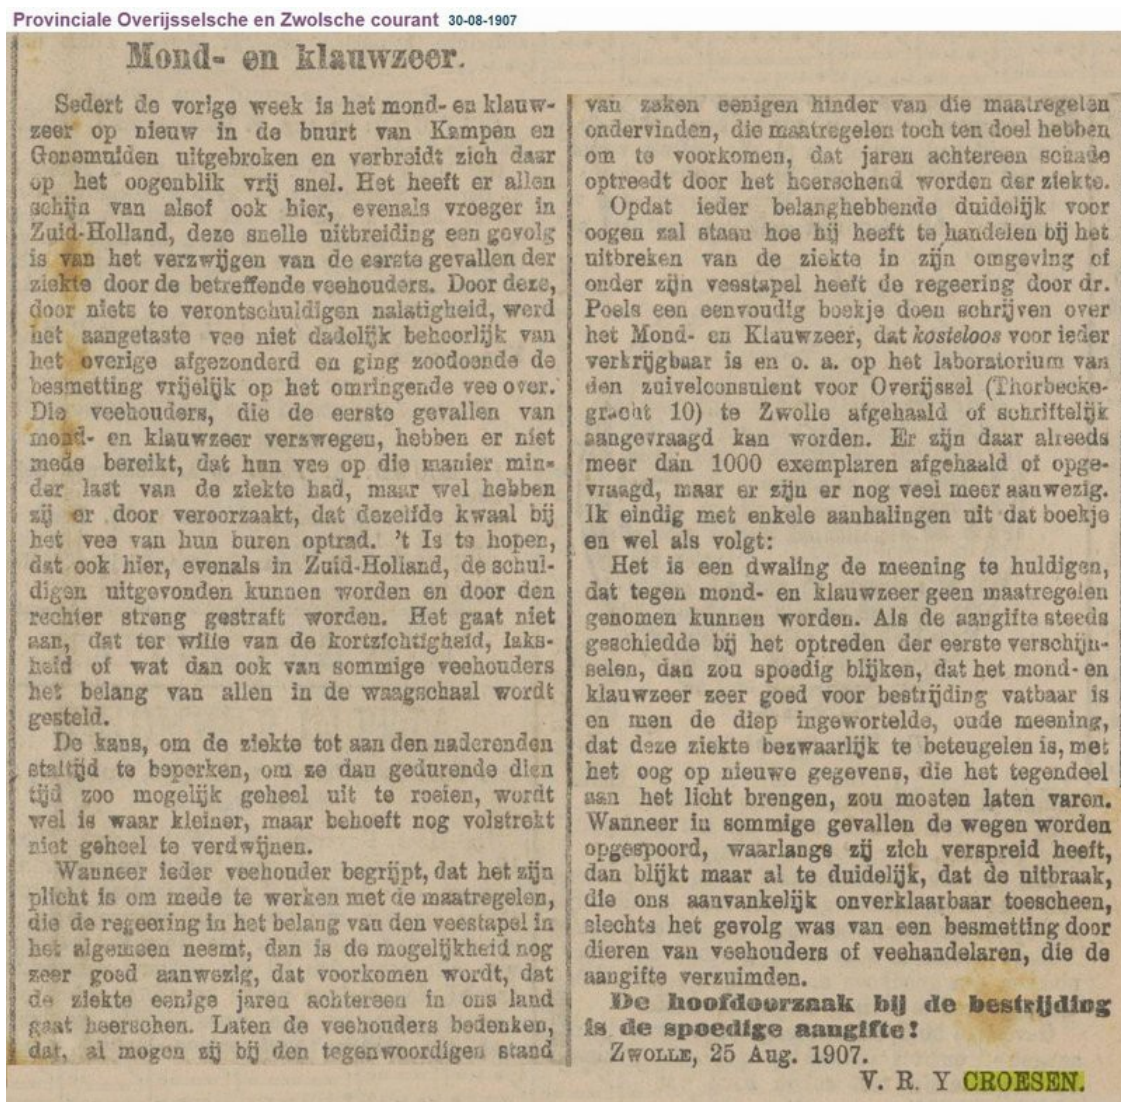 Provinciale Overijsselsche en Zwolsche courant 30-08-1907
Mond- en klauwzeer.
Sedert de vorige week is het mond- en klauw-
zeer op nieuw in de buurt van Kampen en
Genemuiden uitgebroken en verbreidt zich daar
op het oogenblik vrij snel. Het heeft er allen
schijn van alsof ook hier, evenals vroeger in
Zuid-Holland, deze snelle uitbreiding een gevolg
is van het verzwijgen van de eerste gevallen der
ziekte door de betreffende veehouders. Door deze,
door niets te verontschuldigen nalatigheid, werd
het aangetaste vee niet dadelijk behoorlijk van
het overige afgezonderd en ging zoodoende de
besmetting vrijelijk op het omringende vee over.
Die veehouders, die de eerste gevallen van
mond- en klauwzeer verzwegen, hebben er niet
mede bereikt, dat hun vee op die manier min-
der last van de ziekte had, maar wel hebben
zij er door veroorzaakt, dat dezelfde kwaal bij
het vee van hun buren optrad. 't Is te hopen,
dat ook hier, evenals in Zuid-Holland, de schul-
digen uitgevonden kunnen worden en door den
rechter streng gestraft worden. Het gaat niet
aan, dat ter wille van de kortzichtigheid, laks-
heid of wat dan ook van sommige veehouders
het belang van allen in de waagschaal wordt
gesteld.
De kans, om de ziekte tot aan den naderenden
staltijd te beperken, om ze dan gedurende dien
tijd zoo mogelijk geheel uit te roeien, wordt
wel is waar kleiner, maar behoeft nog volstrekt
niet geheel te verdwijnen.
Wanneer ieder veehouder begrijpt, dat het zijn
plicht is om mede te werken met de maatregelen,
die de regeering in het belang van den veestapel in
het algemeen neemt, dan is de mogelijkheid nog
zeer goed aanwezig, dat voorkomen wordt, dat
de ziekte eenige jaren achtereen in ons land
gaat heerschen. Laten de veehouders bedenken,
dat, al mogen zij bij den tegenwoordigen stand
van zaken eenigen hinder van die maatregelen
ondervinden, die maatregelen toch ten doel hebben
om te voorkomen, dat jaren achtereen schade
optreedt door het heerschend worden der ziekte.
Opdat ieder belanghebbende duidelijk voor
oogen zal staan hoe hij heeft te handelen bij het
uitbreken van de ziekte in zijn omgeving of
onder zijn veestapel heeft de regeering door dr.
Poels een eenvoudig boekje doen schrijven over
het Mond- en Klauwzeer, dat kosteloos voor ieder
verkrijgbaar is en o. a. op het laboratorium van
den zuivelconsulent voor Overijssel (Thorbecke-
gracht 10) te Zwolle afgehaald of schriftelijk
aangevraagd kan worden. Er zijn daar alreeds
meer dan 1000 exemplaren afgehaald of opge-
vraagd, maar er zijn er nog veel meer aanwezig.
Ik eindig met enkele aanhalingen uit dat boekje
en wel als volgt:
Het is een dwaling de meening te huldigen,
dat tegen mond- en klauwzeer geen maatregelen
genomen kunnen worden. Als de aangifte steeds
geschiedde bij het optreden der eerste verschijn-
selen, dan zou spoedig blijken, dat het mond- en
klauwzeer zeer goed voor bestrijding vatbaar is
en men de diep ingewortelde, oude meening,
dat deze ziekte bezwaarlijk te beteugelen is, met
het oog op nieuwe gegevens, die het tegendeel
aan het licht brengen, zou moeten laten varen.
Wanneer in sommige gevallen de wegen worden
opgespoord, waarlangs zij zich verspreid heeft,
dan blijkt maar al te duidelijk, dat de uitbraak,
die ons aanvankelijk onverklaarbaar toescheen,
slechts het gevolg was van een besmetting door
dieren van veehouders of veehandelaren, die de
aangifte verzuimden.
De hoofdoorzaak bij de bestrijding
is de spoedige aangifte!
ZWOLLE, 25 Aug. 1907.
V. R. Y CROESEN.